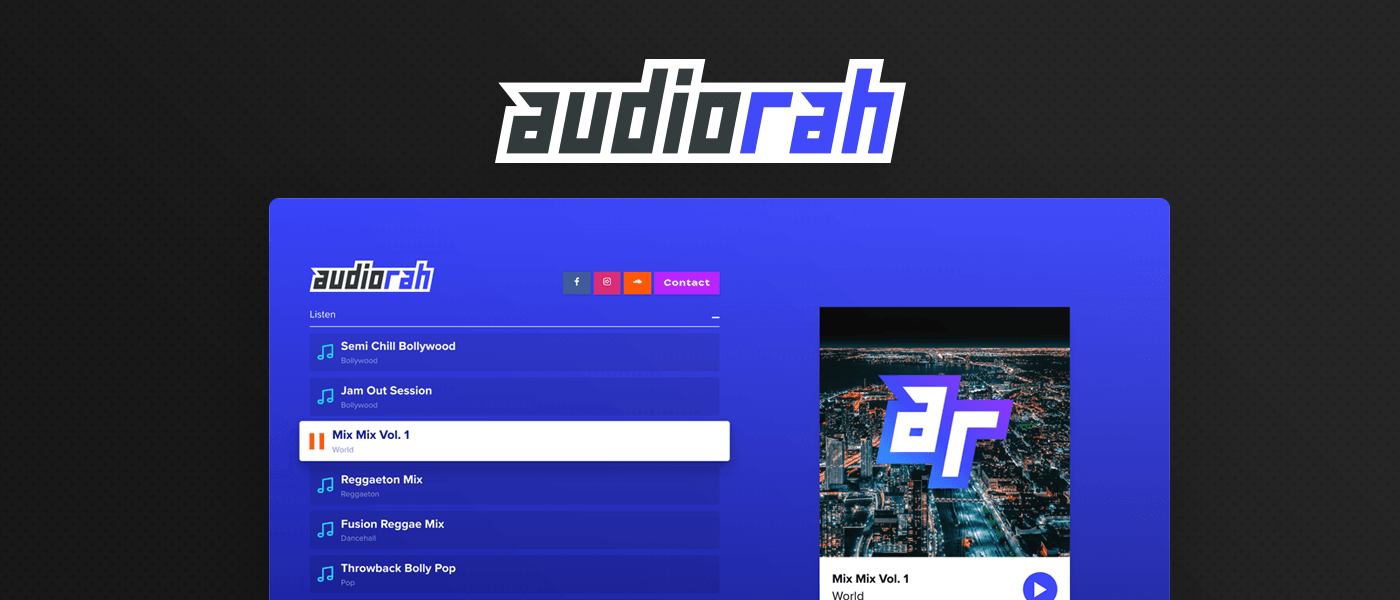 audiorah
audiorah
Contact
Listen
Semi Chill Bollywood
Bollywood
Jam Out Session
Bollywood
Mix Mix Vol. 1
World
Reggaeton Mix
Reggaeton
Fusion Reggae Mix
Dancehall
Throwback Bolly Pop
Pop
ar
Mix Mix Vol. 1
World